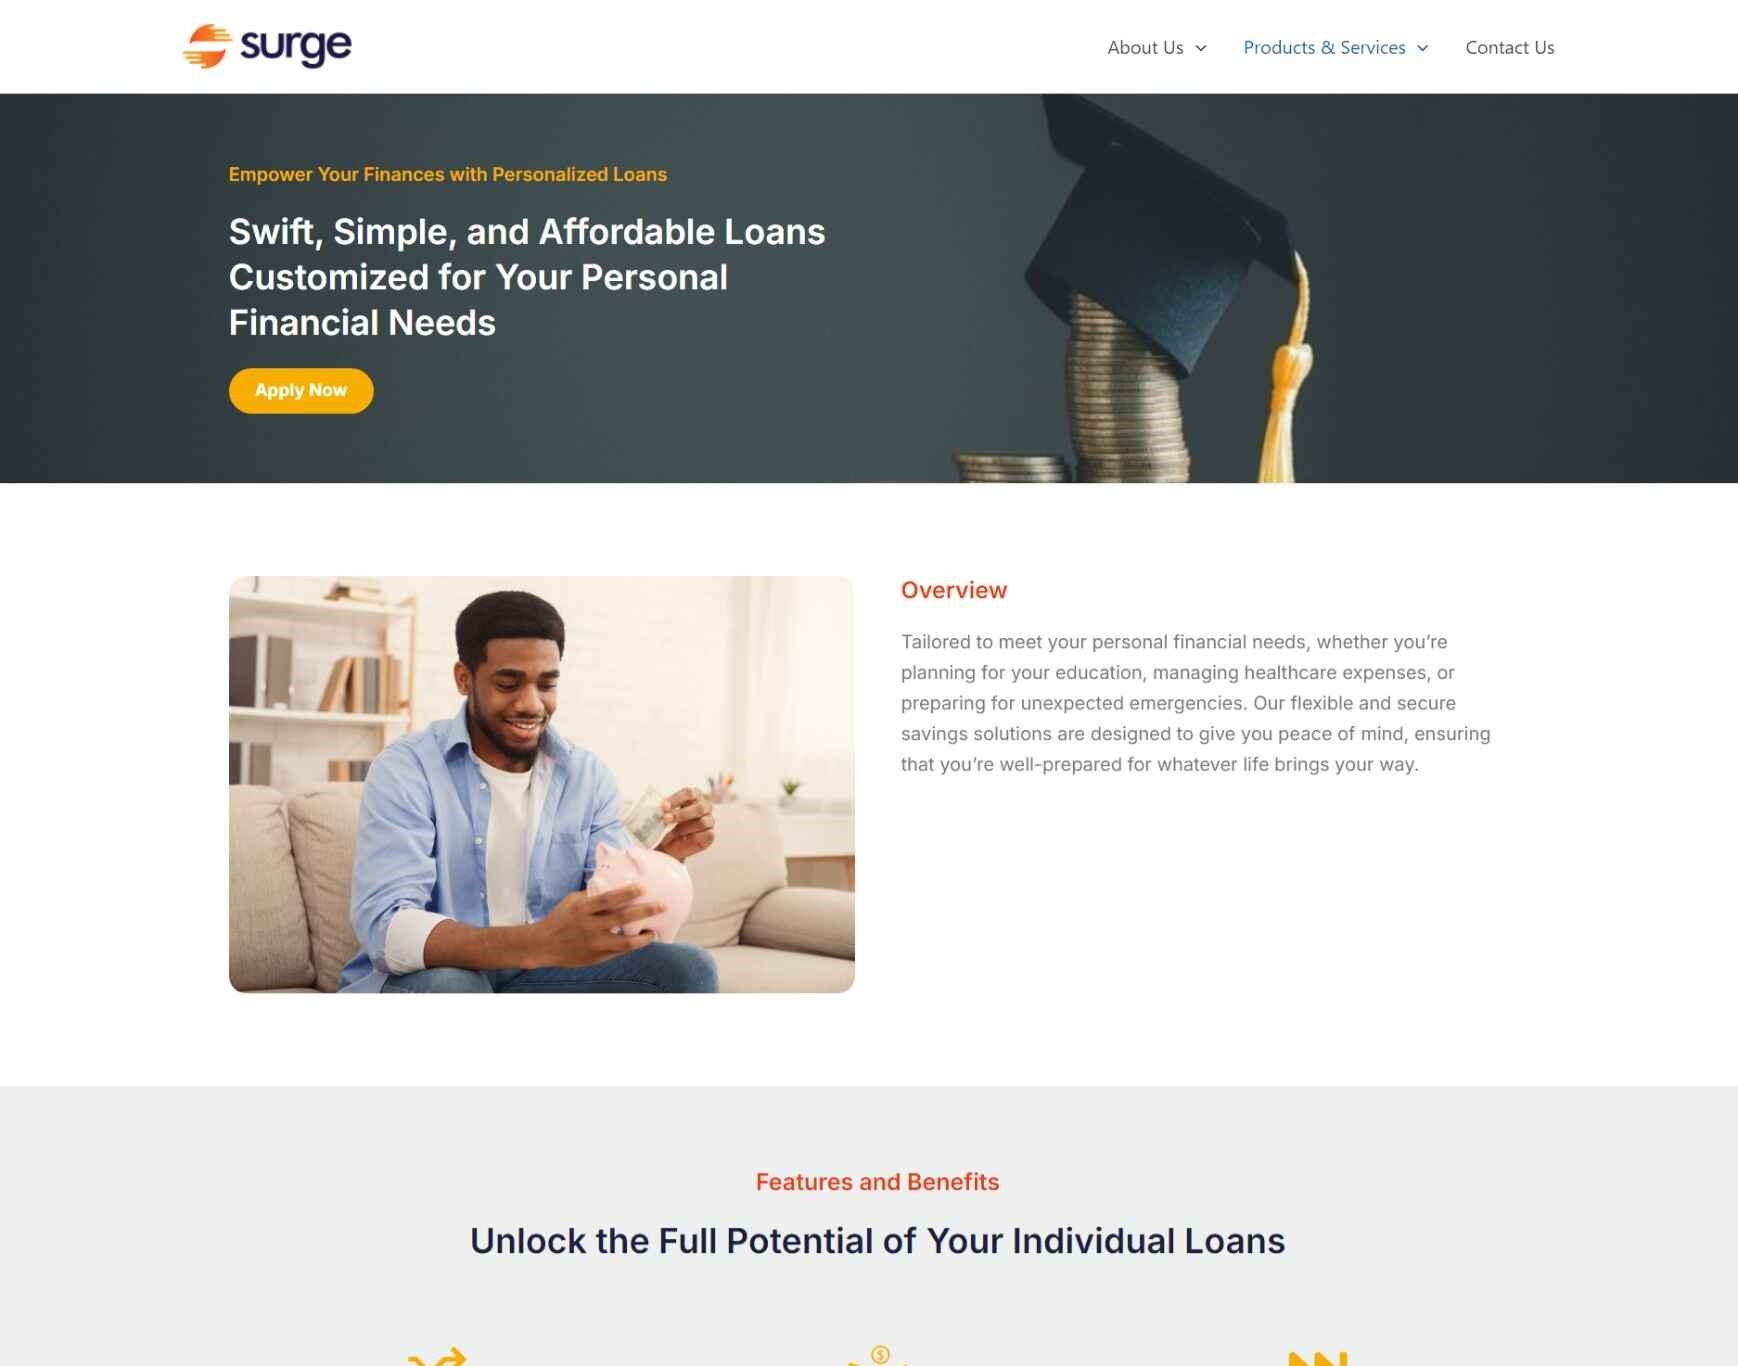 surge
About Us
Products & Services
Contact Us
Empower Your Finances with Personalized Loans
Swift, Simple, and Affordable Loans
Customized for Your Personal
Financial Needs
Apply Now
Overview
Tailored to meet your personal financial needs, whether you’re
planning for your education, managing healthcare expenses, or
preparing for unexpected emergencies. Our flexible and secure
savings solutions are designed to give you peace of mind, ensuring
that you’re well-prepared for whatever life brings your way.
Features and Benefits
Unlock the Full Potential of Your Individual Loans
$